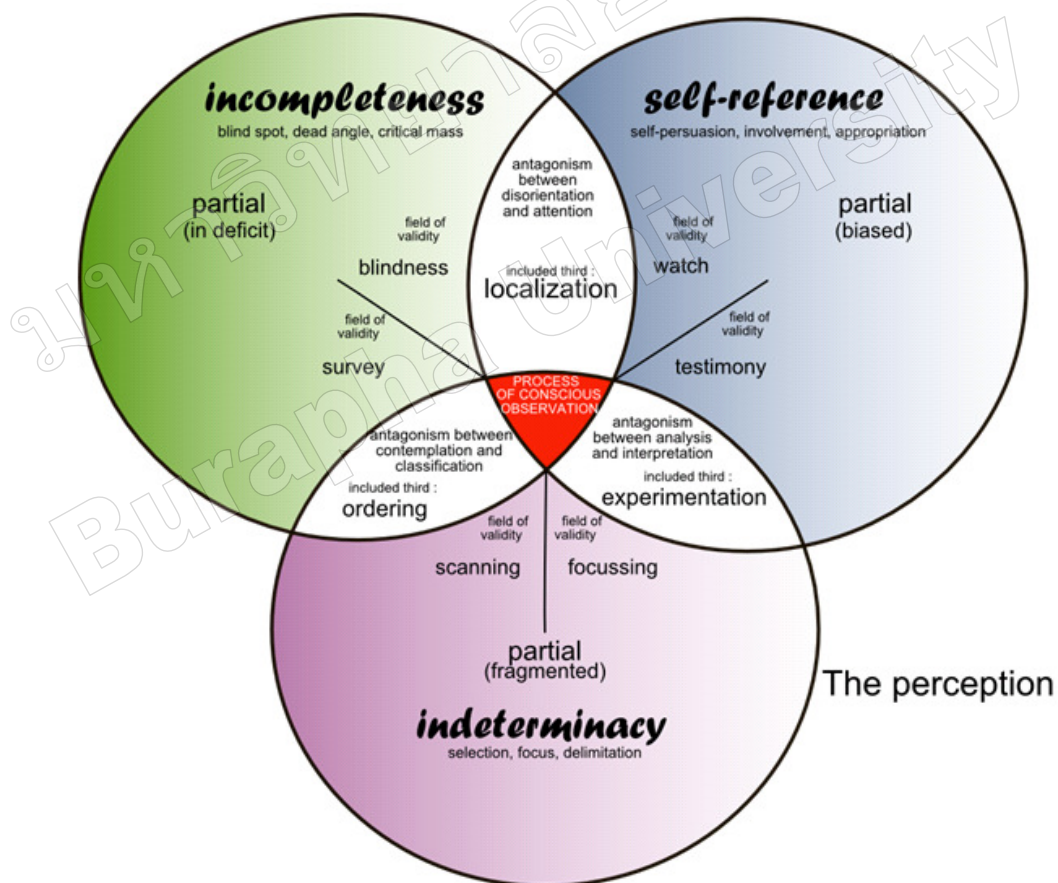 incompleteness
blind spot, dead angle, critical mass
partial
(in deficit)
field of
validity
blindness
field of
validity
survey
self-reference
self-persuasion, involvement, appropriation
partial
(biased)
field of
validity
watch
field of
validity
testimony
antagonism
between
disorientation
and attention
included third :
localization
PROCESS
OF CONSCIOUS
OBSERVATION
antagonism between
contemplation and
classification
included third :
ordering
antagonism
between analysis
and interpretation
included third :
experimentation
field of
validity
scanning
field of
validity
focussing
partial
(fragmented)
indeterminacy
selection, focus, delimitation
The perception
Burapha University